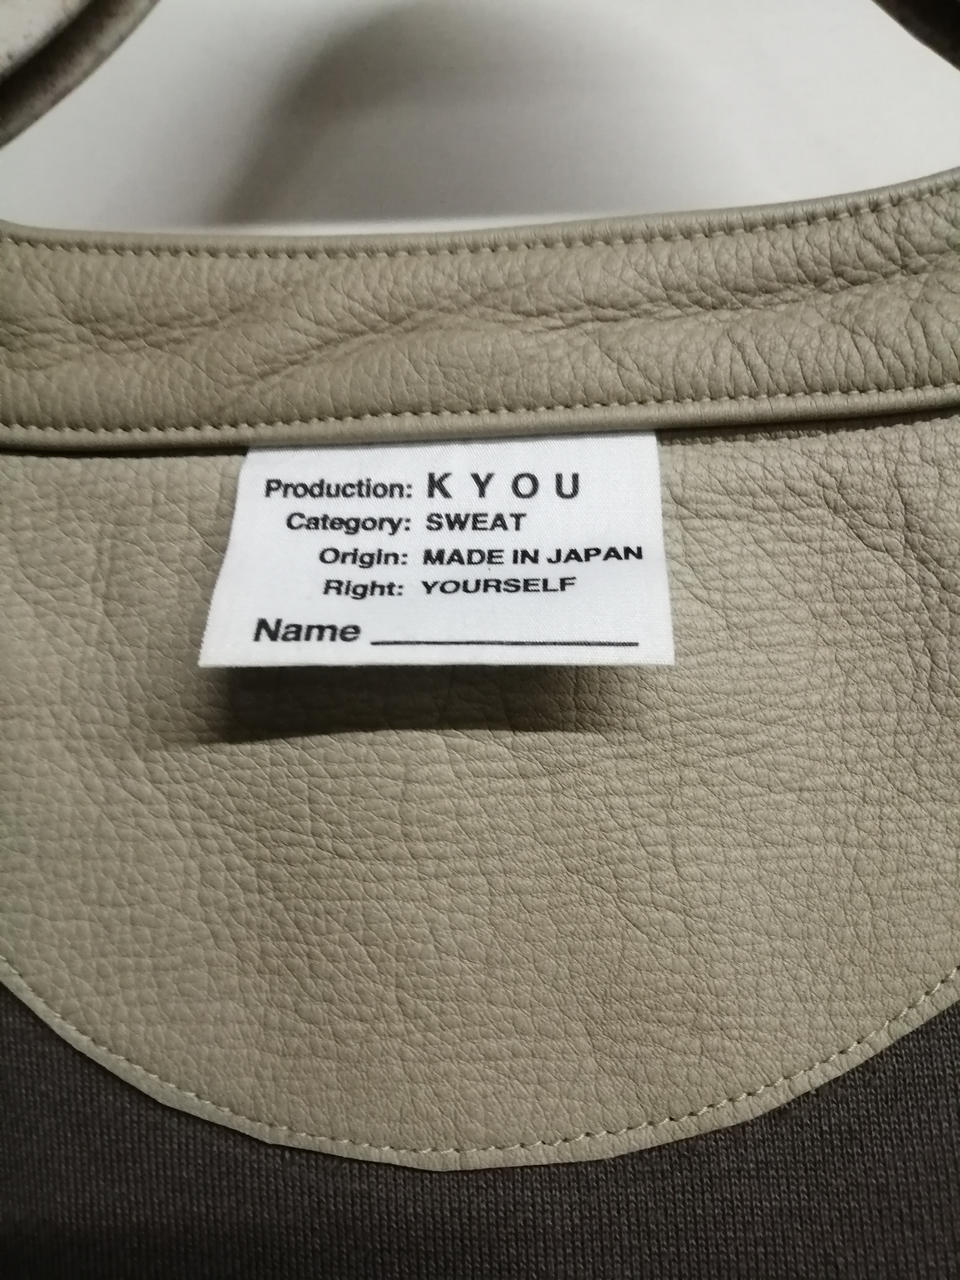 Production: K Y O U
Category: SWEAT
Origin: MADE IN JAPAN
Right: YOURSELF
Name